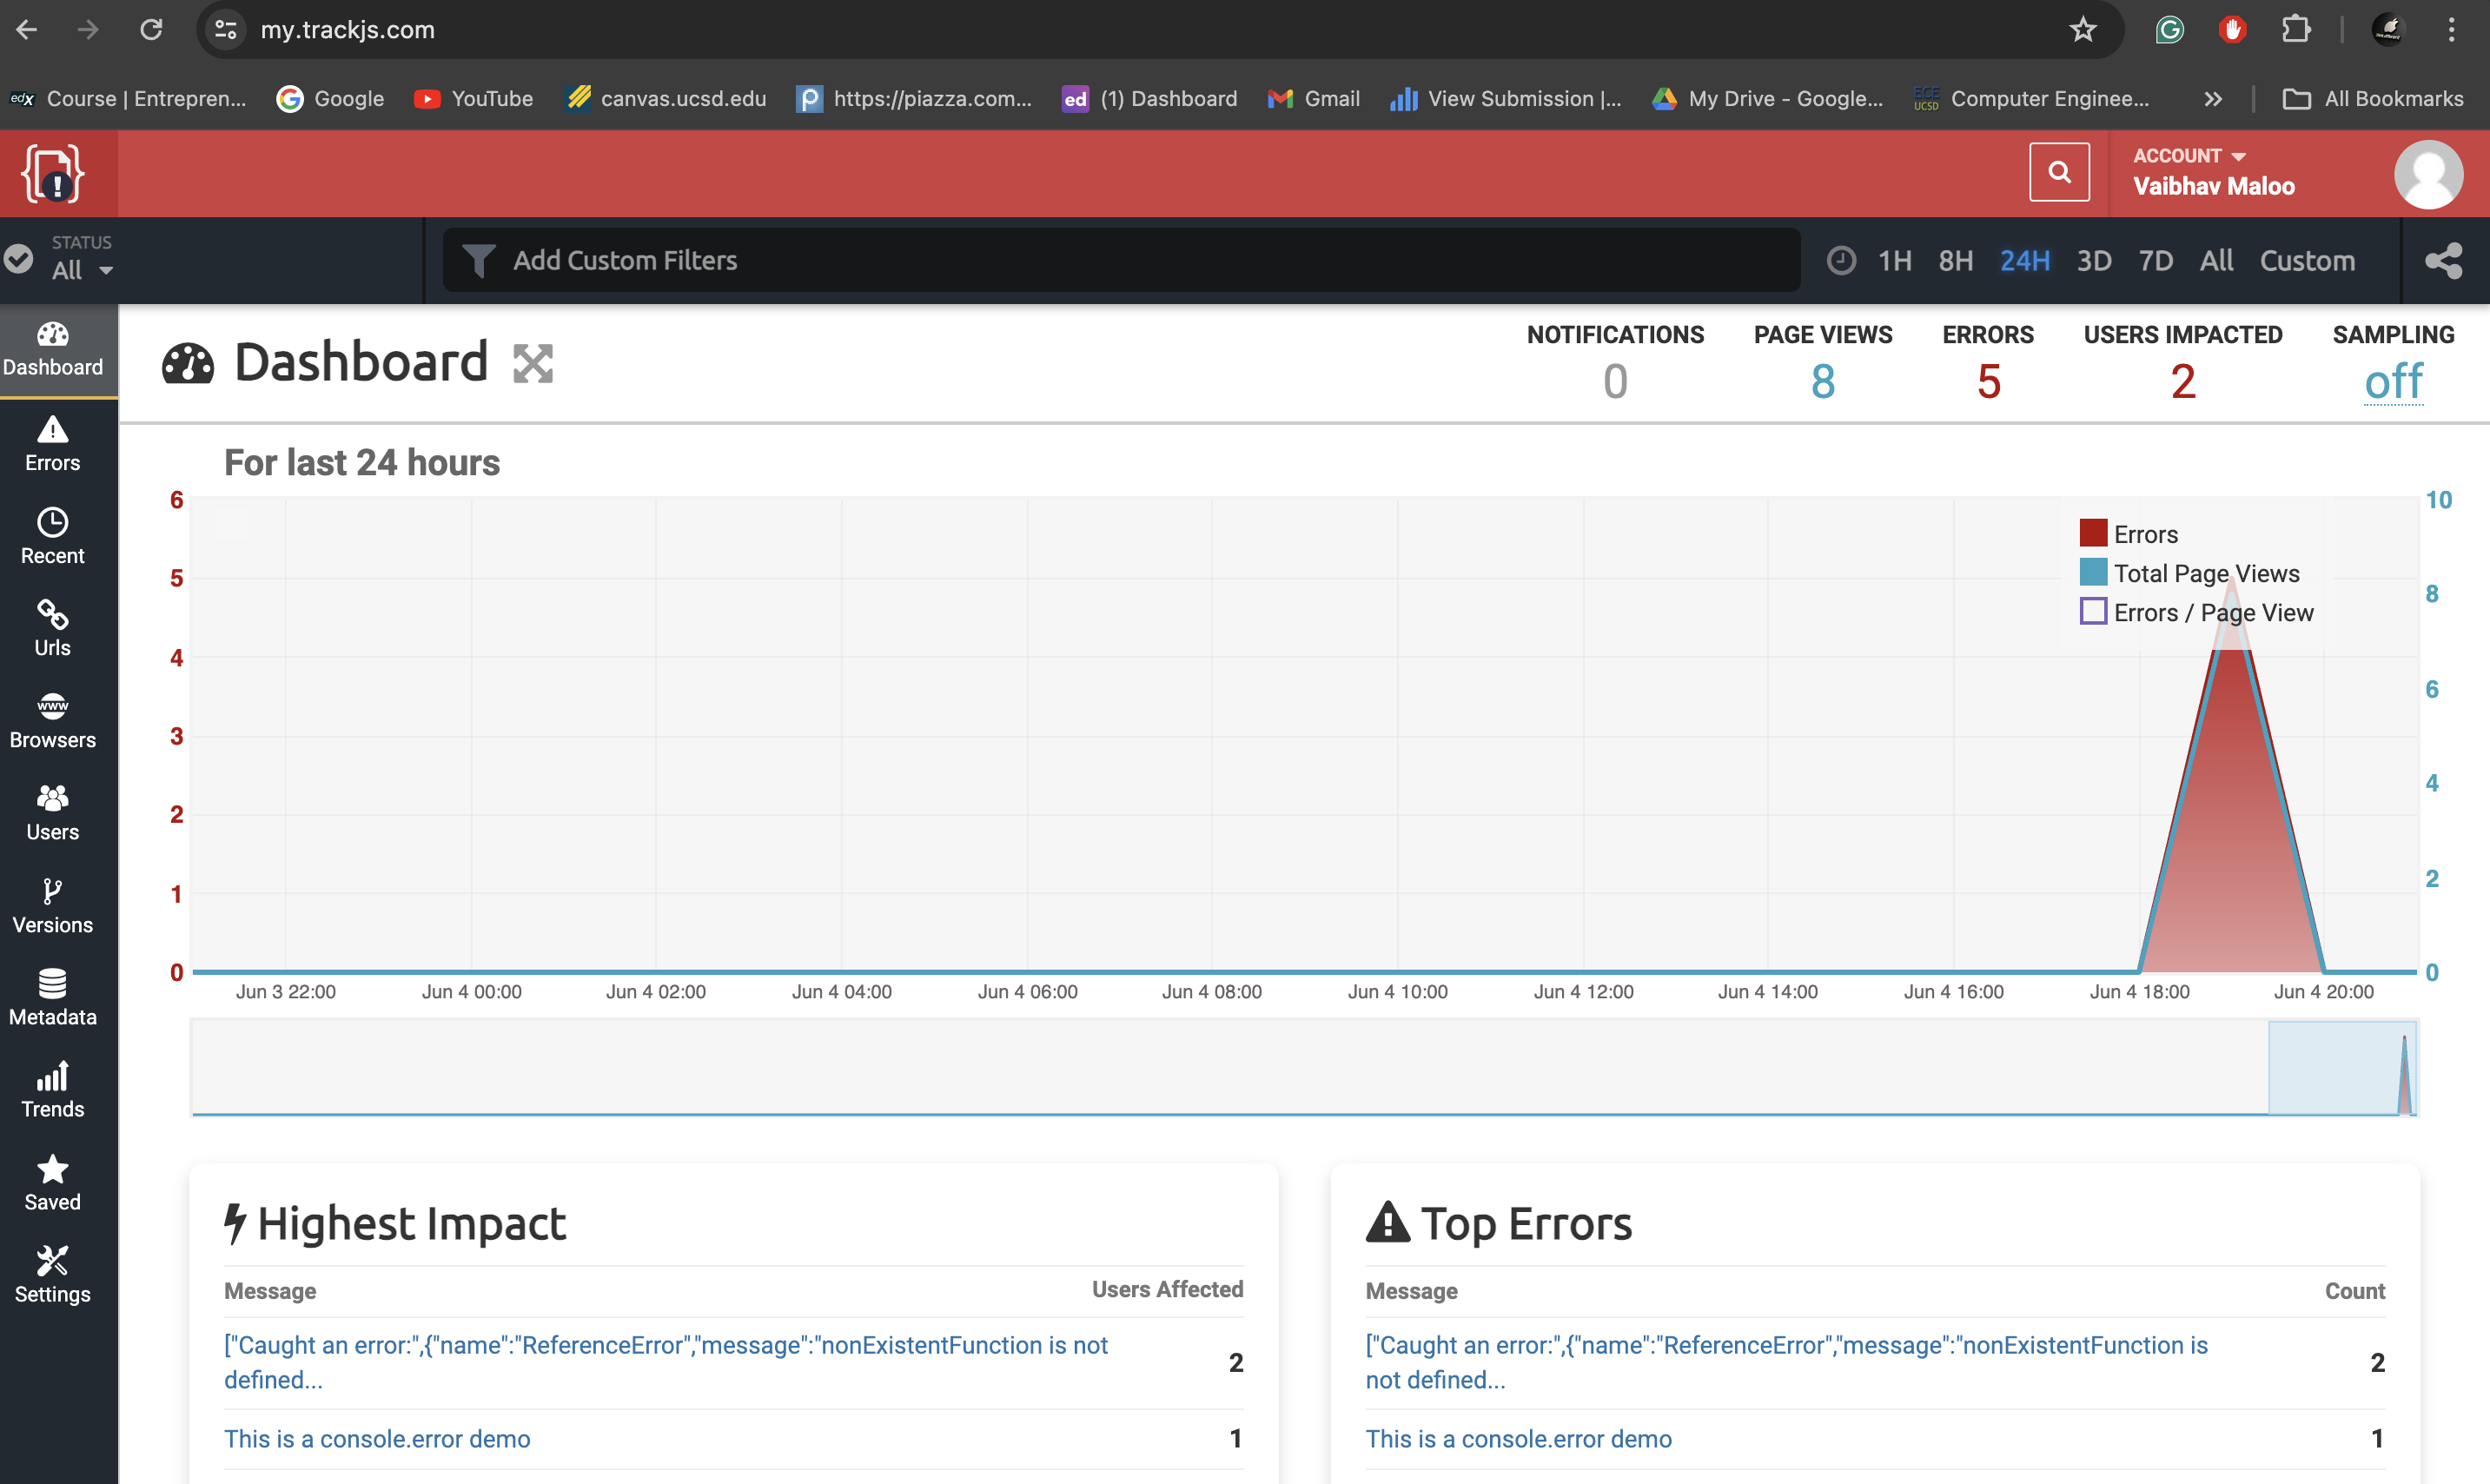 my.trackjs.com
edX Course | Entrepren...
Google
YouTube
canvas.ucsd.edu
https://piazza.com...
ed (1) Dashboard
Gmail
View Submission |...
My Drive - Google...
ECE UCSD Computer Enginee...
All Bookmarks
ACCOUNT
Vaibhav Maloo
STATUS
All
Add Custom Filters
1H 8H 24H 3D 7D All Custom
Dashboard
Errors
Recent
Urls
www
Browsers
Users
Versions
Metadata
Trends
Saved
Settings
Dashboard
NOTIFICATIONS
0
PAGE VIEWS
8
ERRORS
5
USERS IMPACTED
2
SAMPLING
off
For last 24 hours
6
5
4
3
2
1
0
10
8
6
4
2
0
Errors
Total Page Views
Errors / Page View
Jun 3 22:00 Jun 4 00:00 Jun 4 02:00 Jun 4 04:00 Jun 4 06:00 Jun 4 08:00 Jun 4 10:00 Jun 4 12:00 Jun 4 14:00 Jun 4 16:00 Jun 4 18:00 Jun 4 20:00
Highest Impact
Message Users Affected
["Caught an error:",{"name":"ReferenceError","message":"nonExistentFunction is not
defined...
2
This is a console.error demo 1
Top Errors
Message Count
["Caught an error:",{"name":"ReferenceError","message":"nonExistentFunction is
not defined...
2
This is a console.error demo 1